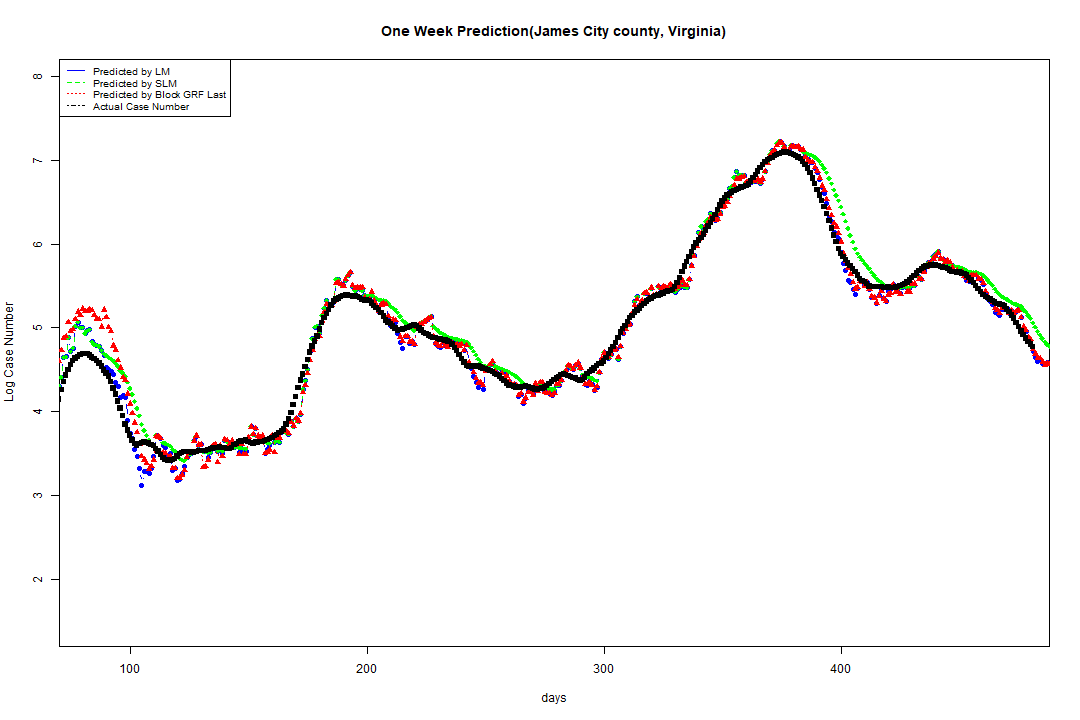 One Week Prediction(James City county, Virginia)
Predicted by LM
Predicted by SLM
Predicted by Block GRF Last
Actual Case Number
8
7
6
5
4
3
2
Log Case Number
100 200 300 400
days